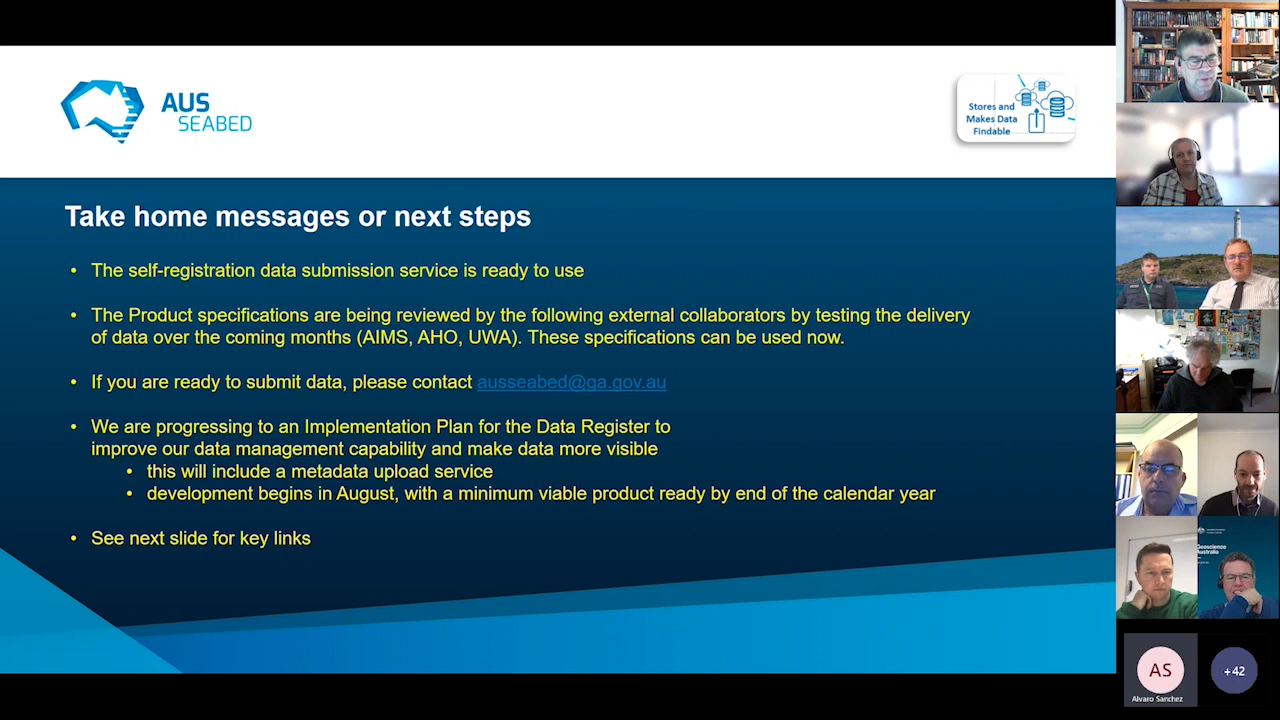 AUS
SEABED
Stores and
Makes Data
Findable
Take home messages or next steps
• The self-registration data submission service is ready to use
• The Product specifications are being reviewed by the following external collaborators by testing the delivery
of data over the coming months (AIMS, AHO, UWA). These specifications can be used now.
• If you are ready to submit data, please contact ausseabed@ga.gov.au
• We are progressing to an Implementation Plan for the Data Register to
improve our data management capability and make data more visible
• this will include a metadata upload service
• development begins in August, with a minimum viable product ready by end of the calendar year
• See next slide for key links
Geoscience
Australia
AS
+42
Alvaro Sanchez